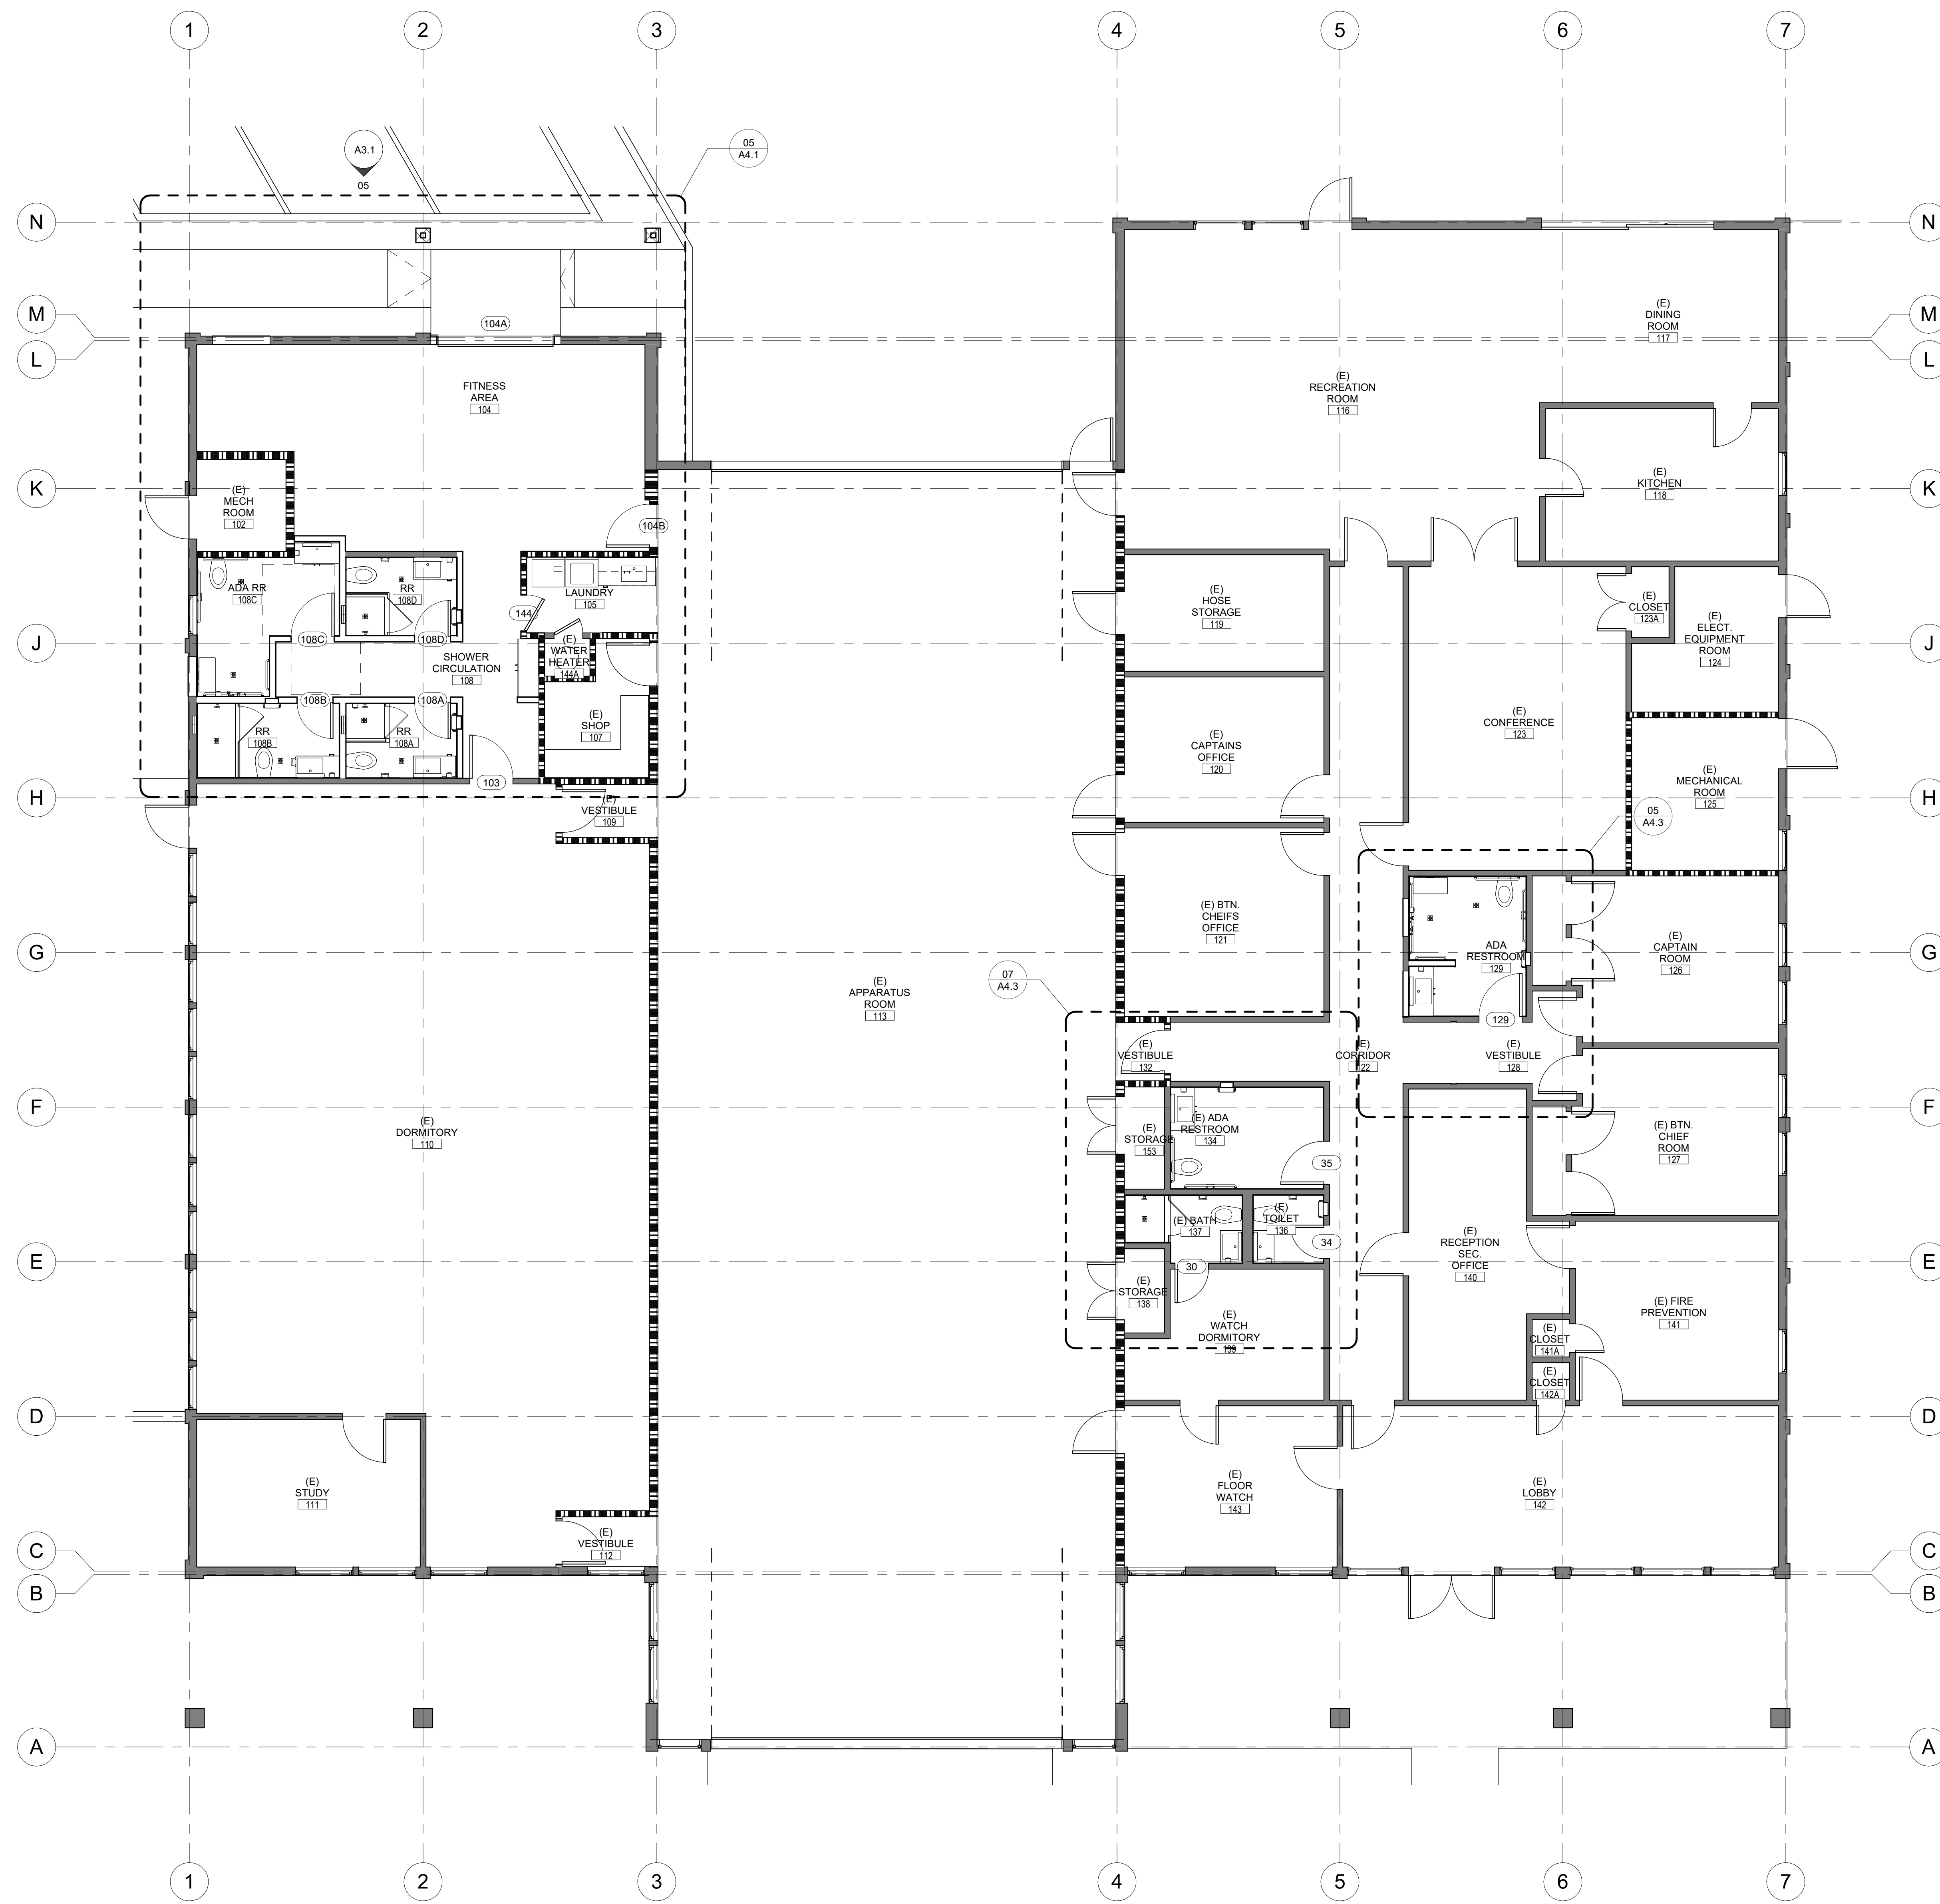 1 2 3 4 5 6 7
A3.1
05
05
A4.1
N N
M M
L L
104A
(E)
DINING
ROOM
117
FITNESS
AREA
104
(E)
RECREATION
ROOM
116
K K
(E)
MECH
ROOM
102
104B
(E)
KITCHEN
118
ADA RR
108C
RR
108D
LAUNDRY
105
144
(E)
HOSE
STORAGE
119
(E)
CLOSET
123A
(E)
ELECT.
EQUIPMENT
ROOM
124
J J
108C
108D
SHOWER
CIRCULATION
108
(E)
WATER
HEATER
144A
108B
108A
RR
108B
RR
108A
(E)
SHOP
107
(E)
CAPTAINS
OFFICE
120
(E)
CONFERENCE
123
(E)
MECHANICAL
ROOM
125
103
H H
(E)
VESTIBULE
109
05
A4.3
(E) BTN.
CHEIFS
OFFICE
121
G G
ADA
RESTROOM
129
(E)
CAPTAIN
ROOM
126
07
A4.3
(E)
APPARATUS
ROOM
113
129
(E)
VESTIBULE
132
(E)
CORRIDOR
122
(E)
VESTIBULE
128
F F
(E)
DORMITORY
110
(E)
STORAGE
153
(E) ADA
RESTROOM
134
35
(E) BTN.
CHIEF
ROOM
127
(E) BATH
137
(E)
TOILET
136
34
30
(E)
RECEPTION
SEC.
OFFICE
140
E E
(E)
STORAGE
138
(E)
WATCH
DORMITORY
139
(E) FIRE
PREVENTION
141
(E)
CLOSET
141A
(E)
CLOSET
142A
D D
(E)
STUDY
111
(E)
FLOOR
WATCH
143
(E)
LOBBY
142
(E)
VESTIBULE
112
C C
B B
A A
1 2 3 4 5 6 7